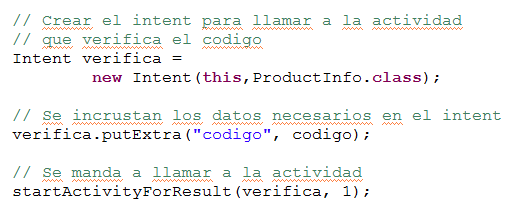 // Crear el intent para llamar a la actividad
// que verifica el codigo
Intent verifica =
new Intent(this,ProductInfo.class);
// Se incrustan los datos necesarios en el intent
verifica.putExtra("codigo", codigo);
// Se manda a llamar a la actividad
startActivityForResult(verifica, 1);